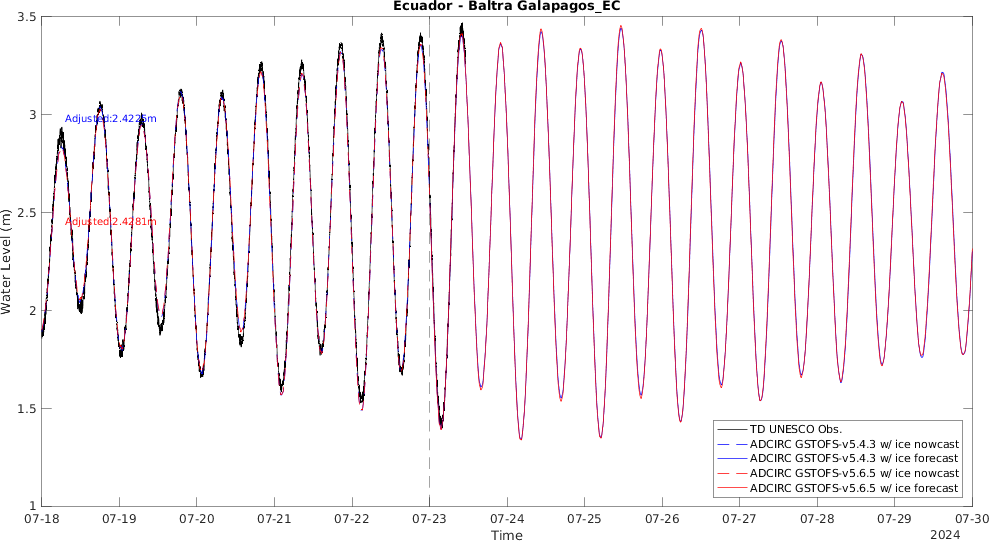 Ecuador - Baltra Galapagos_EC
3.5
3
2.5
2
1.5
1
Water Level (m)
Adjusted:2.4226m
Adjusted:2.4281m
TD UNESCO Obs.
ADCIRC GSTOFS-v5.4.3 w/ ice nowcast
ADCIRC GSTOFS-v5.4.3 w/ ice forecast
ADCIRC GSTOFS-v5.6.5 w/ ice nowcast
ADCIRC GSTOFS-v5.6.5 w/ ice forecast
07-18 07-19 07-20 07-21 07-22 07-23 07-24 07-25 07-26 07-27 07-28 07-29 07-30
Time
2024